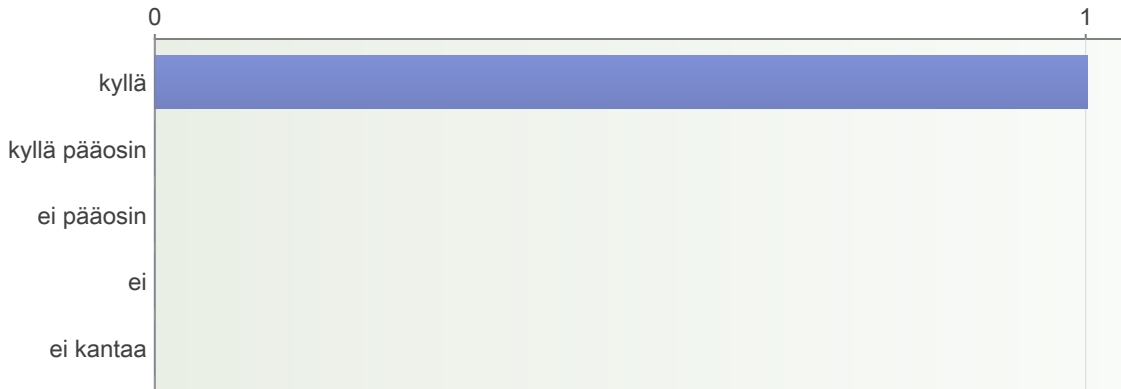 0 1
kyllä
kyllä pääosin
ei pääosin
ei
ei kantaa